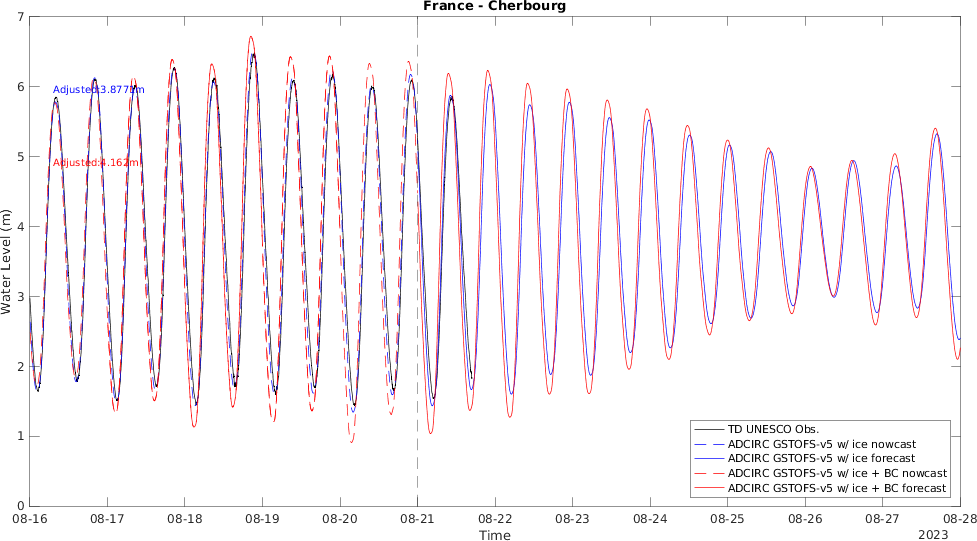 France - Cherbourg
7
6
5
4
3
2
1
0
Water Level (m)
Adjusted:3.877m
Adjusted:4.162m
TD UNESCO Obs.
ADCIRC GSTOFS-v5 w/ ice nowcast
ADCIRC GSTOFS-v5 w/ ice forecast
ADCIRC GSTOFS-v5 w/ ice + BC nowcast
ADCIRC GSTOFS-v5 w/ ice + BC forecast
08-16 08-17 08-18 08-19 08-20 08-21 08-22 08-23 08-24 08-25 08-26 08-27 08-28
Time
2023